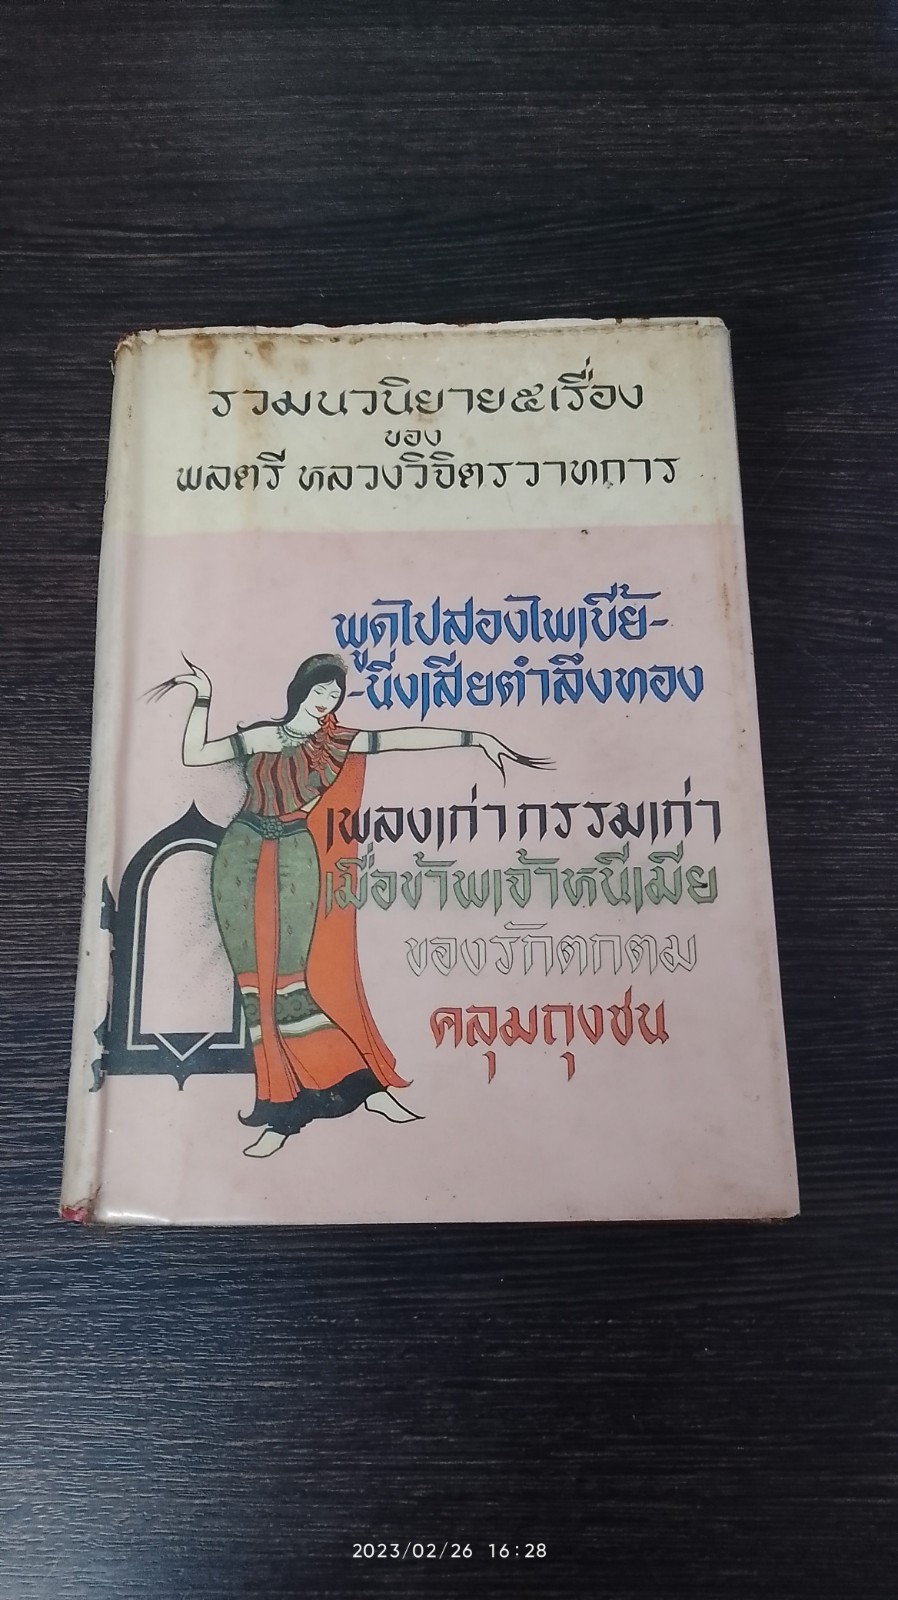 รวมนวนิยาย๕เรื่อง
ของ
พลตรี หลวงวิจิตรวาทการ
พูดไปสองไพเบี้ย-
-นิ่งเสียตำลึงทอง
เพลงเก่า กรรมเก่า
เมื่อข้าพเจ้าหนีเมีย
ของรักตกตม
คลุมถุงชน
2023/02/26 16:28